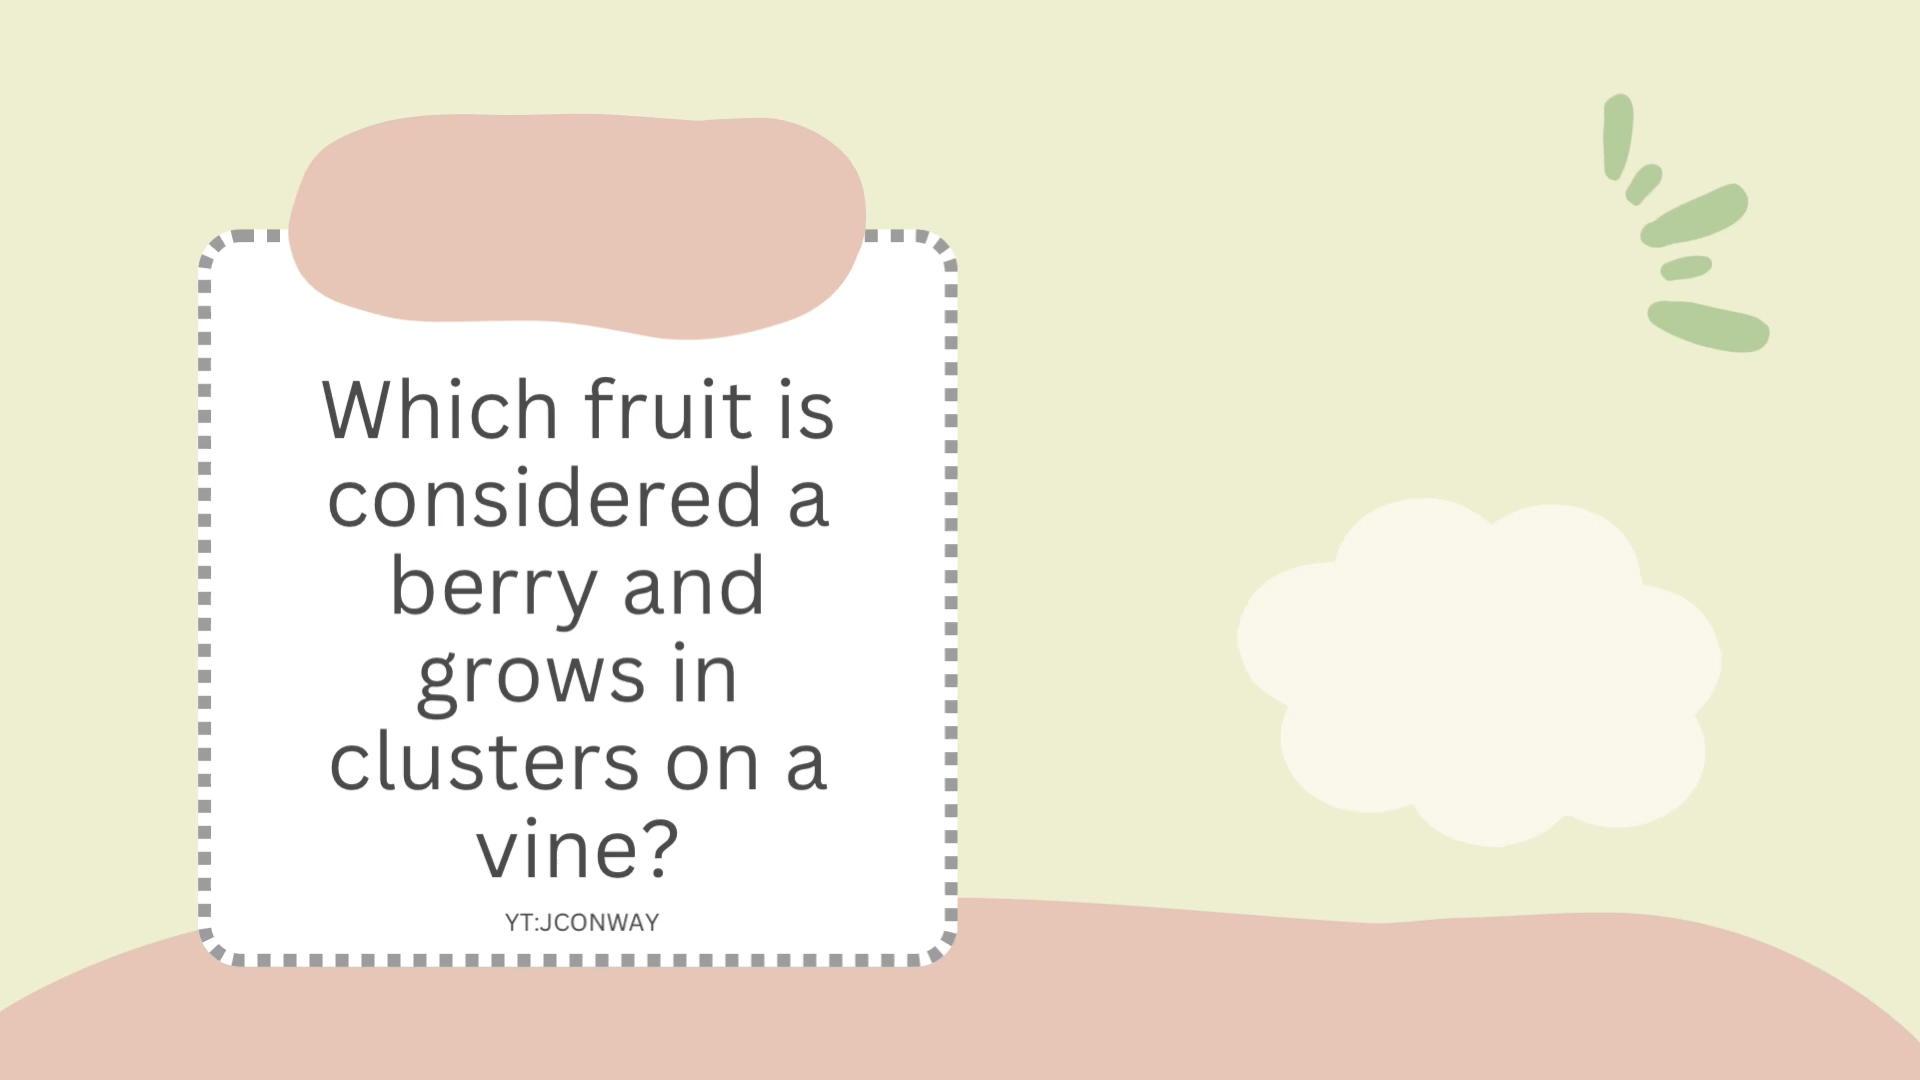 Which fruit is
considered a
berry and
grows in
clusters on a
vine?
YT:JCONWAY